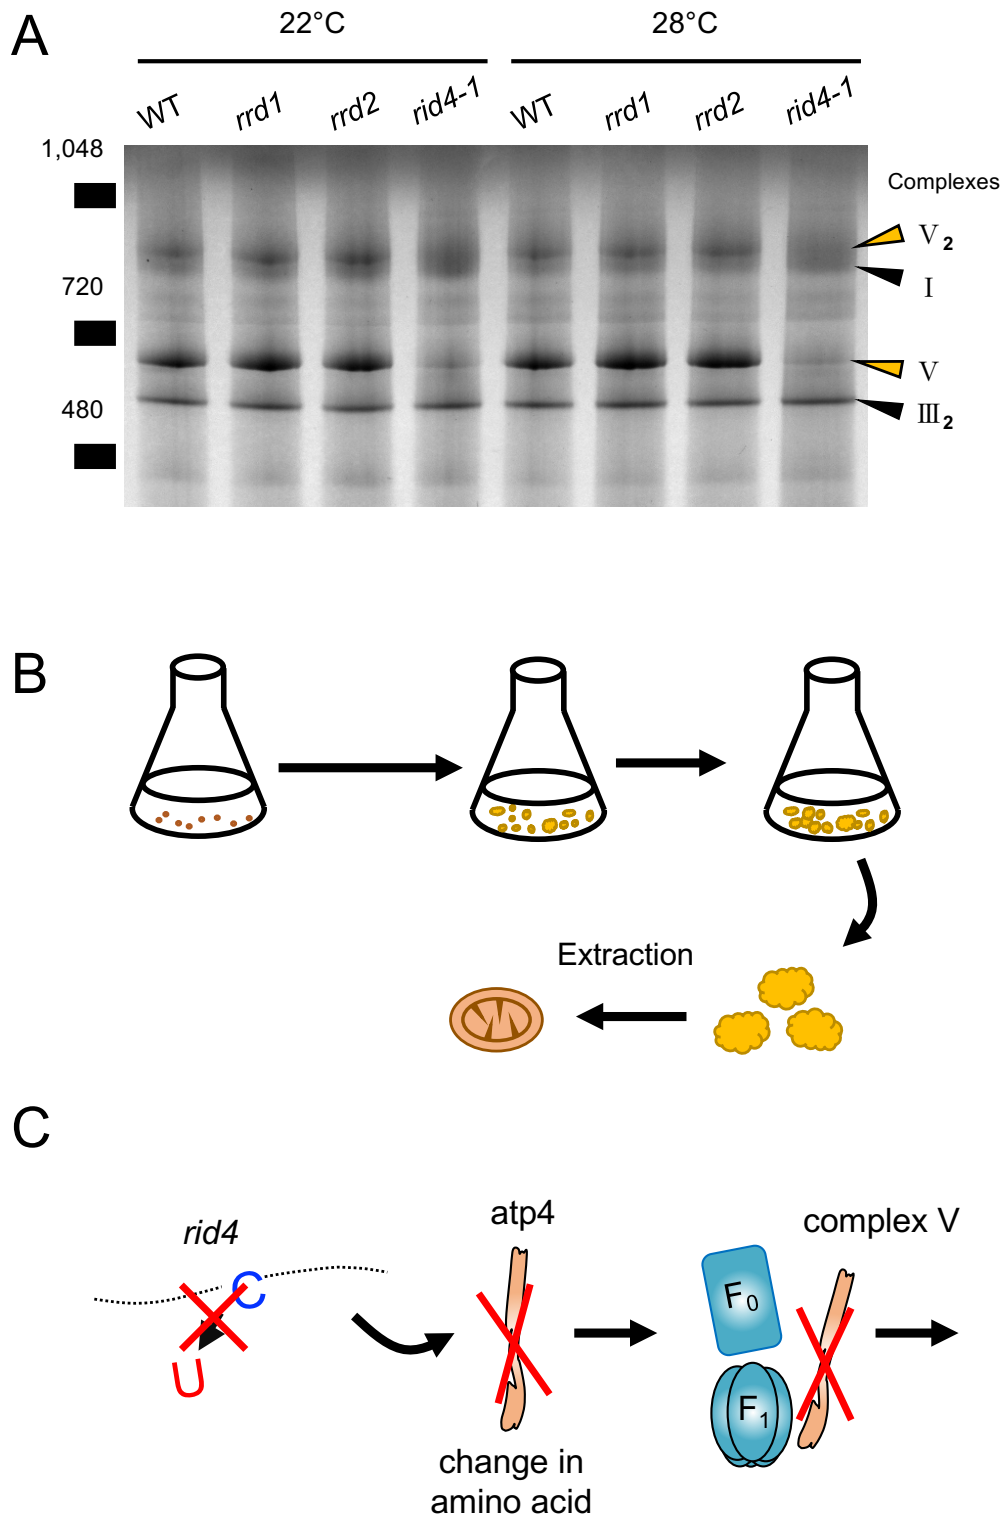 A
22°C
28°C
WT
rrd1
rrd2
rid4-1
WT
rrd1
rrd2
rid4-1
1,048
720
480
Complexes
V2
I
V
III2
B
Extraction
C
rid4
C
U
atp4
change in
amino acid
complex V
F0
F1